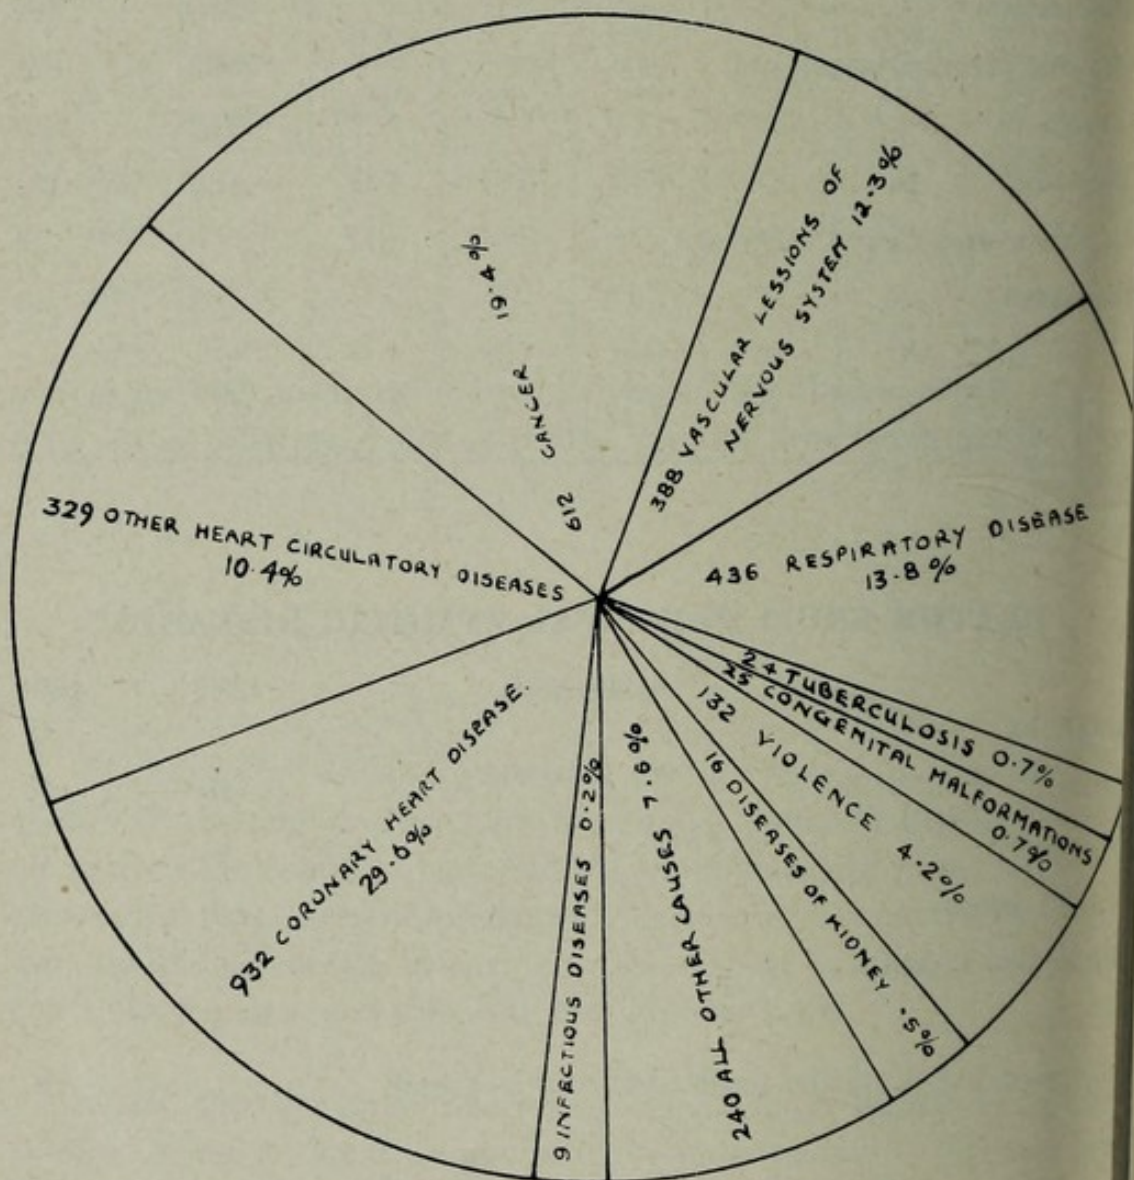 388 VASCULAR LESSIONS OF
NERVOUS SYSTEM 12.3%
436 RESPIRATORY DISEASE
13.8%
24 TUBERCULOSIS 0.7%
25 CONGENITAL MALFORMATIONS
0.7%
132 VIOLENCE 4.2%
16 DISEASES OF KIDNEY .5%
240 ALL OTHER CAUSES 7.6%
9 INFECTIOUS DISEASES 0.2%
932 CORONARY HEART DISEASE.
29.6%
329 OTHER HEART CIRCULATORY DISEASES
10.4%
612 CANCER 19.4%